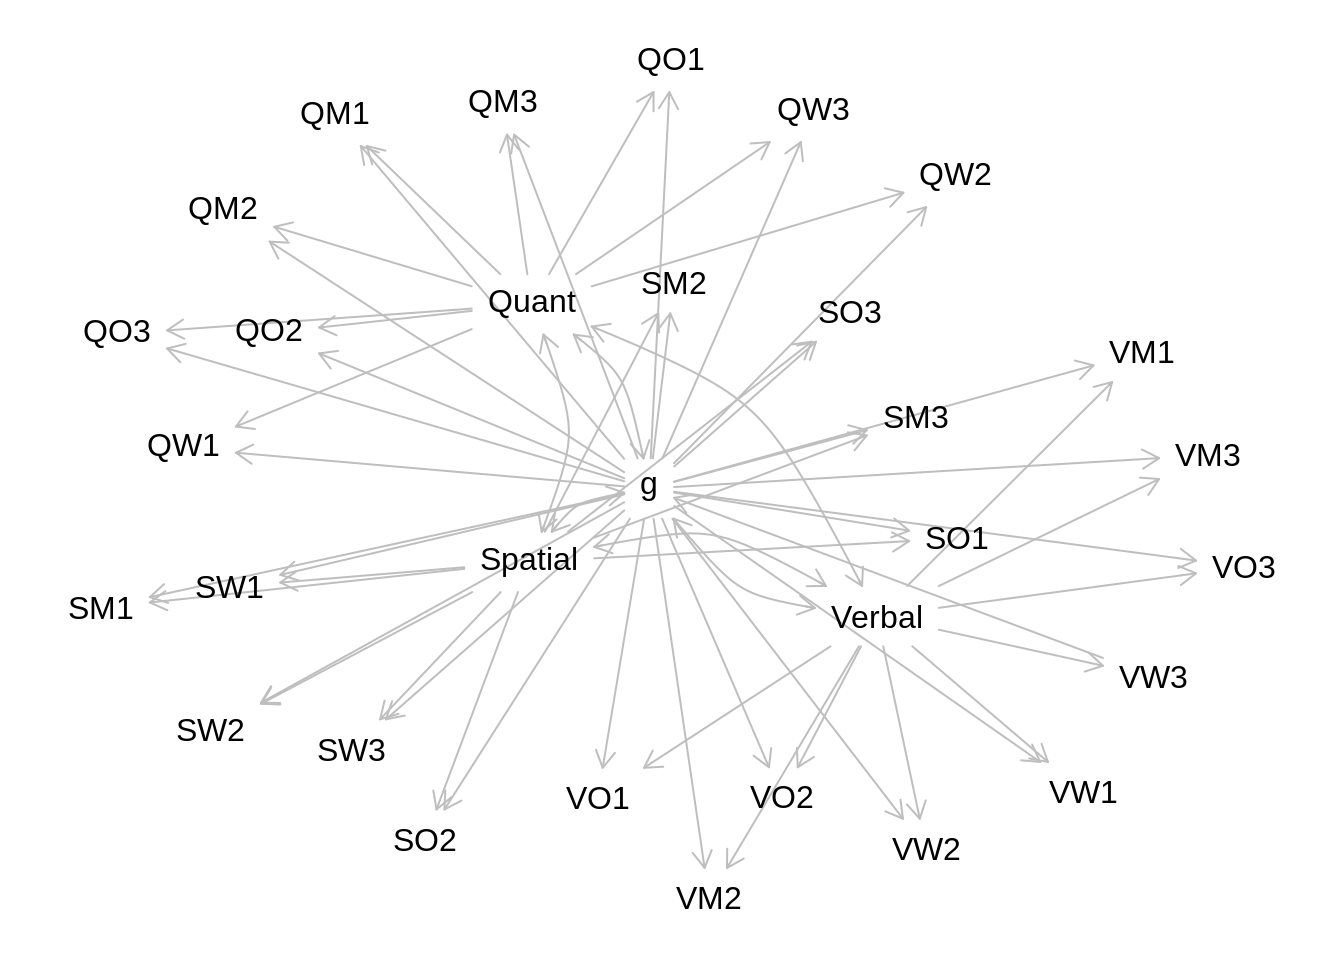 QO1
QM3
QW3
QM1
QW2
QM2
SM2
Quant
SO3
QO3
QO2
VM1
SM3
QW1
VM3
g
SO1
Spatial
VO3
SW1
SM1
Verbal
VW3
SW2
SW3
VW1
VO1
VO2
SO2
VW2
VM2